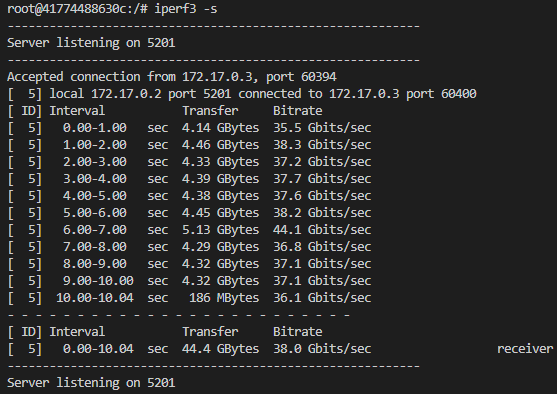 root@41774488630c:/# iperf3 -s
-----------------------------------------------------------
Server listening on 5201
-----------------------------------------------------------
Accepted connection from 172.17.0.3, port 60394
[  5] local 172.17.0.2 port 5201 connected to 172.17.0.3 port 60400
[ ID] Interval           Transfer     Bitrate
[  5]   0.00-1.00   sec  4.14 GBytes  35.5 Gbits/sec
[  5]   1.00-2.00   sec  4.46 GBytes  38.3 Gbits/sec
[  5]   2.00-3.00   sec  4.33 GBytes  37.2 Gbits/sec
[  5]   3.00-4.00   sec  4.39 GBytes  37.7 Gbits/sec
[  5]   4.00-5.00   sec  4.38 GBytes  37.6 Gbits/sec
[  5]   5.00-6.00   sec  4.45 GBytes  38.2 Gbits/sec
[  5]   6.00-7.00   sec  5.13 GBytes  44.1 Gbits/sec
[  5]   7.00-8.00   sec  4.29 GBytes  36.8 Gbits/sec
[  5]   8.00-9.00   sec  4.32 GBytes  37.1 Gbits/sec
[  5]   9.00-10.00  sec  4.32 GBytes  37.1 Gbits/sec
[  5]  10.00-10.04  sec   186 MBytes  36.1 Gbits/sec
- - - - - - - - - - - - - - - - - - - - - - - - -
[ ID] Interval           Transfer     Bitrate
[  5]   0.00-10.04  sec  44.4 GBytes  38.0 Gbits/sec                  receiver
-----------------------------------------------------------
Server listening on 5201